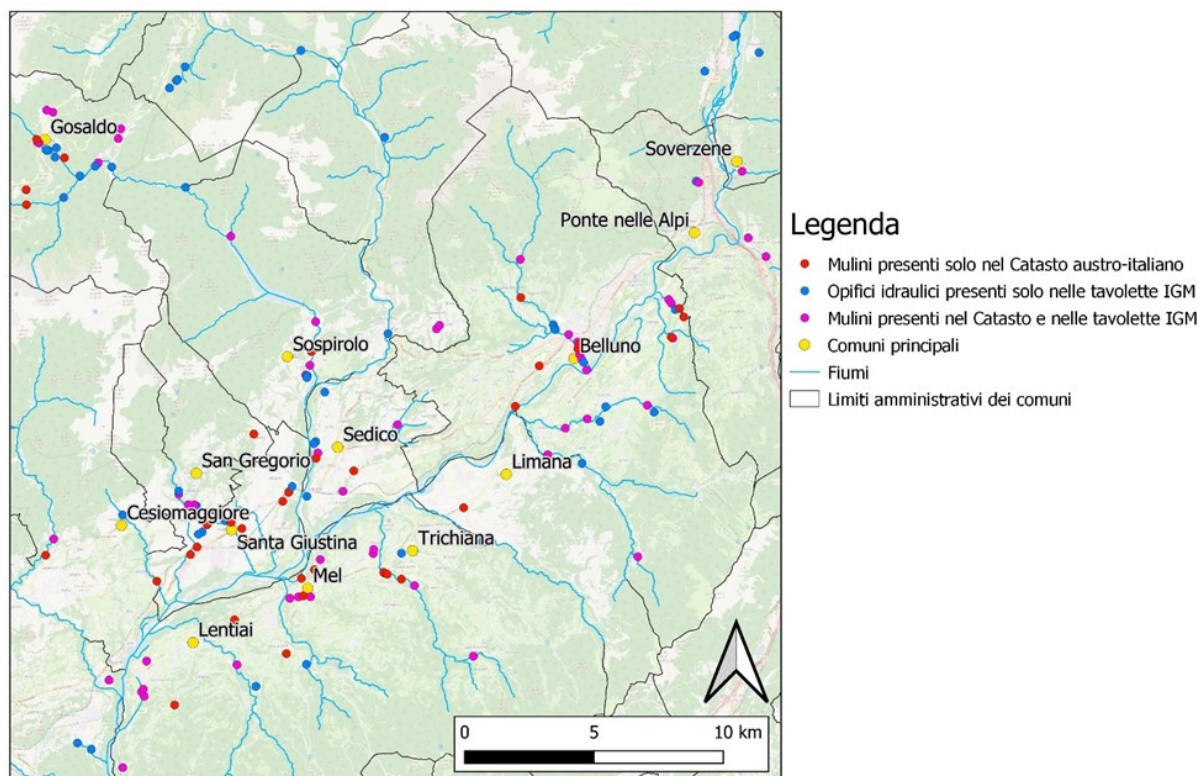 Gosaldo
Soverzene
Ponte nelle Alpi
Belluno
Sospirolo
Sedico
San Gregorio
Limana
Cesiomaggiore
Santa Giustina
Trichiana
Mel
Lentiai
0 5 10 km
Legenda
Mulini presenti solo nel Catasto austro-italiano
Opifici idraulici presenti solo nelle tavolette IGM
Mulini presenti nel Catasto e nelle tavolette IGM
Comuni principali
Fiumi
Limiti amministrativi dei comuni